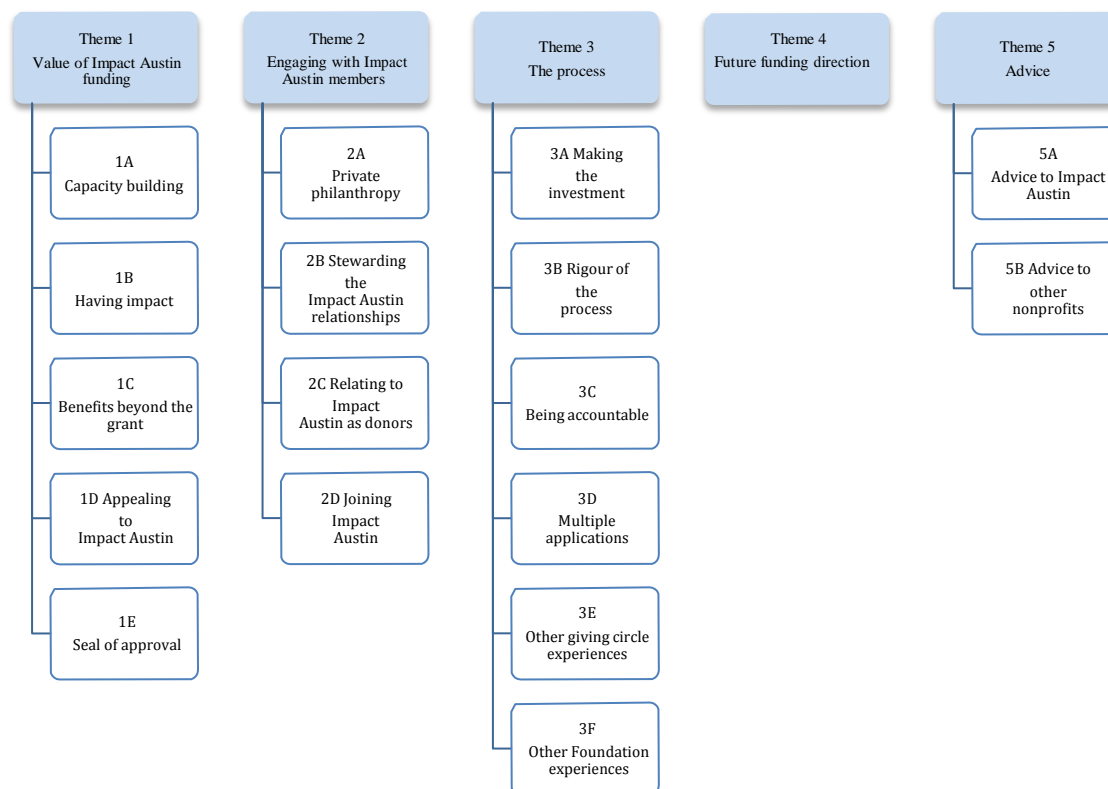 Theme 1
Value of Impact Austin
funding
1A
Capacity building
1B
Having impact
1C
Benefits beyond the
grant
1D Appealing
to
Impact Austin
1E
Seal of approval
Theme 2
Engaging with Impact
Austin members
2A
Private
philanthropy
2B Stewarding
the
Impact Austin
relationships
2C Relating to
Impact
Austin as donors
2D Joining
Impact
Austin
Theme 3
The process
3A Making
the
investment
3B Rigour of
the
process
3C
Being accountable
3D
Multiple
applications
3E
Other giving circle
experiences
3F
Other Foundation
experiences
Theme 4
Future funding direction
Theme 5
Advice
5A
Advice to Impact
Austin
5B Advice to
other
nonprofits